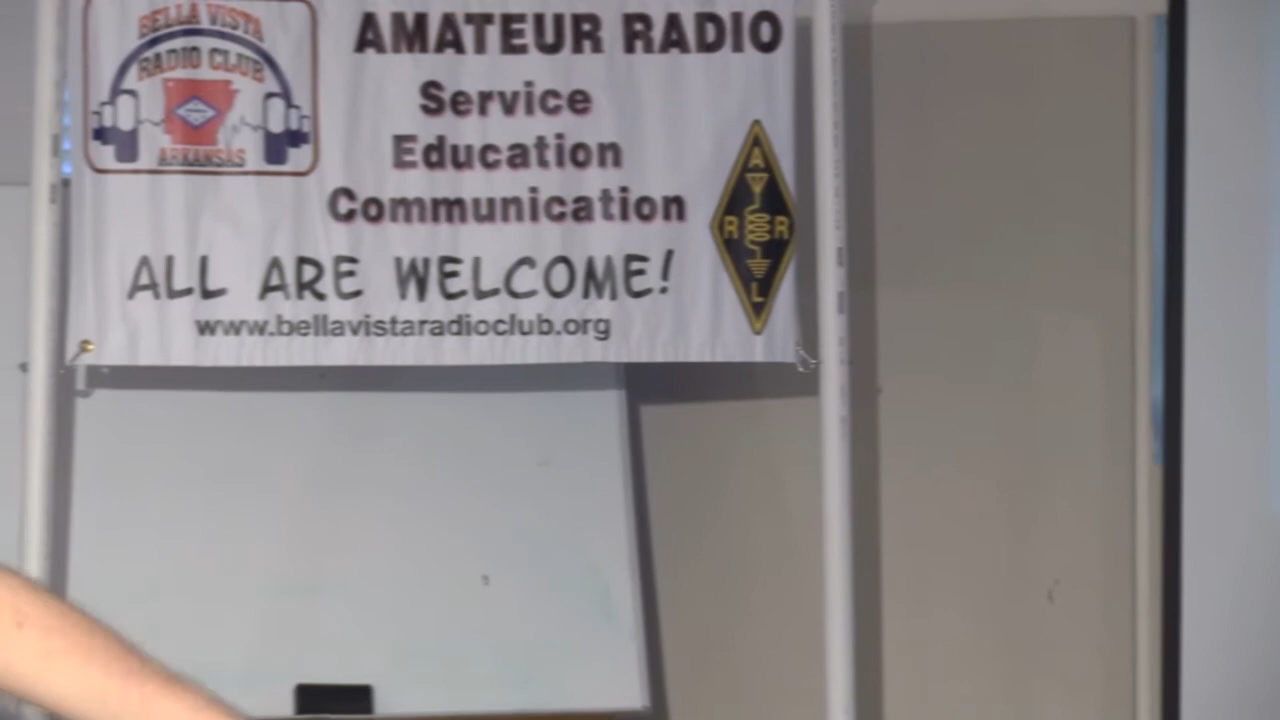 BELLA VISTA
RADIO CLUB
ARKANSAS
AMATEUR RADIO
Service
Education
Communication
ALL ARE WELCOME!
www.bellavistaradioclub.org
A
R R
L